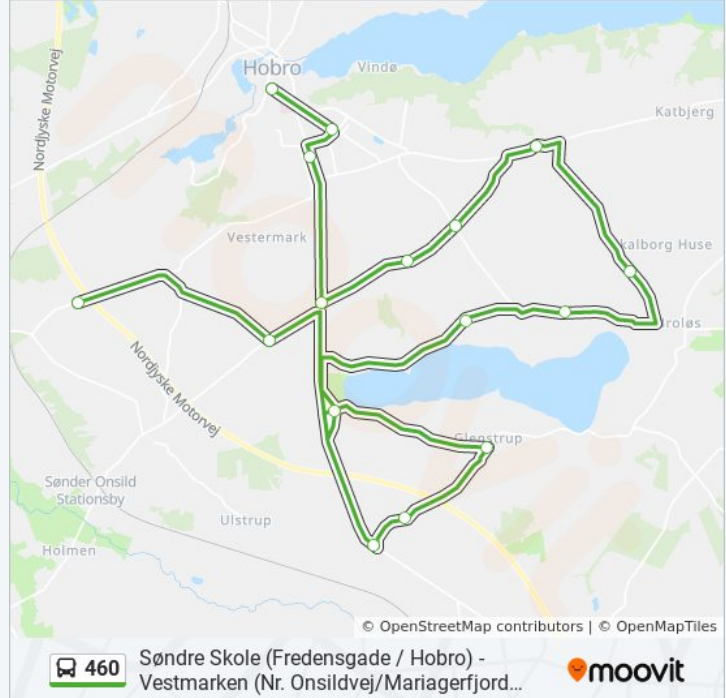 Hobro
Vindø
Nordjyske Motorvej
Katbjerg
Vestermark
kalborg Huse
roløs
Nordjyske Motorvej
Glenstrup
Sønder Onsild
Stationsby
Ulstrup
Holmen
© OpenStreetMap contributors | © OpenMapTiles
460
Søndre Skole (Fredensgade / Hobro) -
Vestmarken (Nr. Onsildvej/Mariagerfjord...
moovit